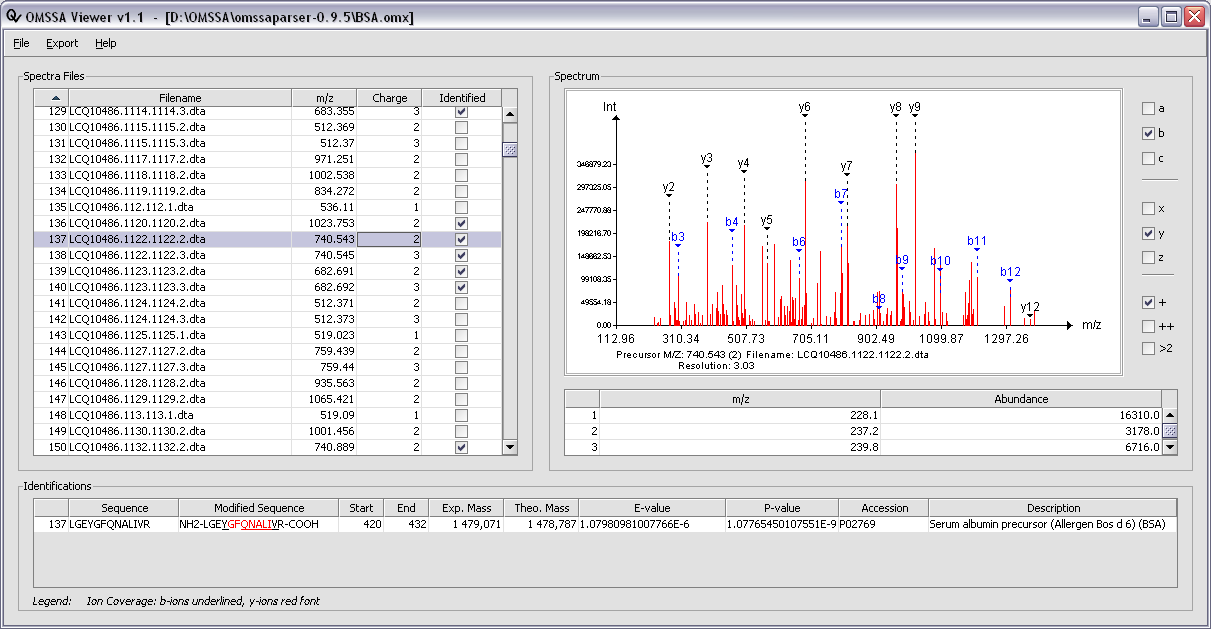 OMSSA Viewer v1.1 - [D:\OMSSA\omssaparser-0.9.5\BSA.omx]
File Export Help
Spectra Files
Filename m/z Charge Identified
129 LCQ10486.1114.1114.3.dta 683.355 3
130 LCQ10486.1115.1115.2.dta 512.369 2
131 LCQ10486.1115.1115.3.dta 512.37 3
132 LCQ10486.1117.1117.2.dta 971.251 2
133 LCQ10486.1118.1118.2.dta 1002.538 2
134 LCQ10486.1119.1119.2.dta 834.272 2
135 LCQ10486.112.112.1.dta 536.11 1
136 LCQ10486.1120.1120.2.dta 1023.753 2
137 LCQ10486.1122.1122.2.dta 740.543 2
138 LCQ10486.1122.1122.3.dta 740.545 3
139 LCQ10486.1123.1123.2.dta 682.691 2
140 LCQ10486.1123.1123.3.dta 682.692 3
141 LCQ10486.1124.1124.2.dta 512.371 2
142 LCQ10486.1124.1124.3.dta 512.373 3
143 LCQ10486.1125.1125.1.dta 519.023 1
144 LCQ10486.1127.1127.2.dta 759.439 2
145 LCQ10486.1127.1127.3.dta 759.44 3
146 LCQ10486.1128.1128.2.dta 935.563 2
147 LCQ10486.1129.1129.2.dta 1065.421 2
148 LCQ10486.113.113.1.dta 519.09 1
149 LCQ10486.1130.1130.2.dta 1001.456 2
150 LCQ10486.1132.1132.2.dta 740.889 2
Spectrum
Int
y6 y8 y9
y3 y4 y7
y2 b7
b4 y5
b3 b6 b11
b9 b10 b12
b8 y12
346879.23
297325.05
247770.88
198216.70
148662.53
99108.35
49554.18
0.00
112.96 310.34 507.73 705.11 902.49 1099.87 1297.26 m/z
Precursor M/Z: 740.543 (2) Filename: LCQ10486.1122.1122.2.dta
Resolution: 3.03
a
b
c
x
y
z
+
++
>2
m/z Abundance
1 228.1 16310.0
2 237.2 3178.0
3 239.8 6716.0
Identifications
Sequence Modified Sequence Start End Exp. Mass Theo. Mass E-value P-value Accession Description
137 LGEYGFQNALIVR NH2-LGEYGFQNALIVR-COOH 420 432 1 479,071 1 478,787 1.07980981007766E-6 1.07765450107551E-9 P02769 Serum albumin precursor (Allergen Bos d 6) (BSA)
Legend: Ion Coverage: b-ions underlined, y-ions red font